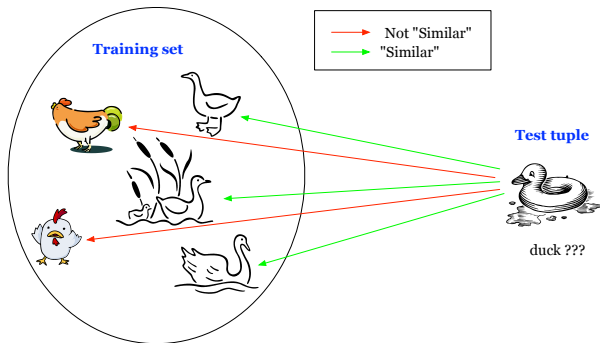 Training set
Not "Similar"
"Similar"
Test tuple
duck ???